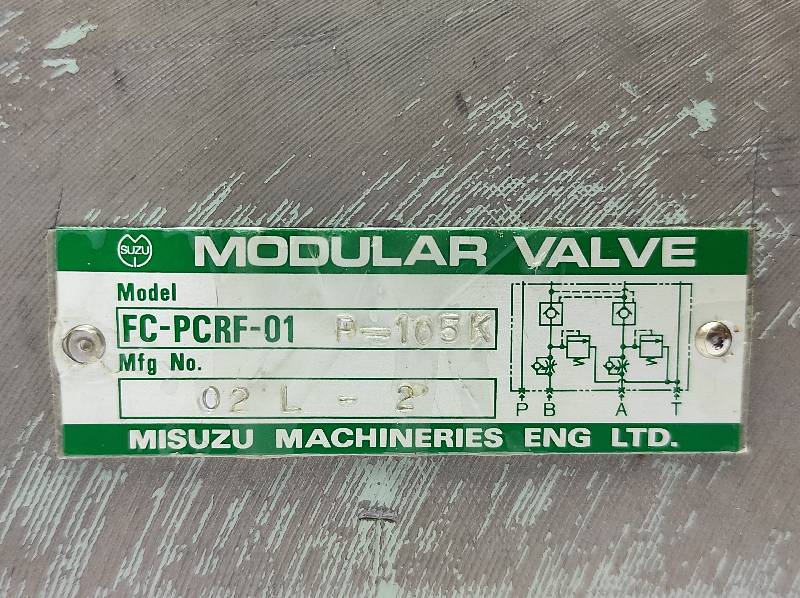 SUZU MODULAR VALVE
Model
FC-PCRF-01 P-105K
Mfg No.
02 L - 2
P B A T
MISUZU MACHINERIES ENG LTD.